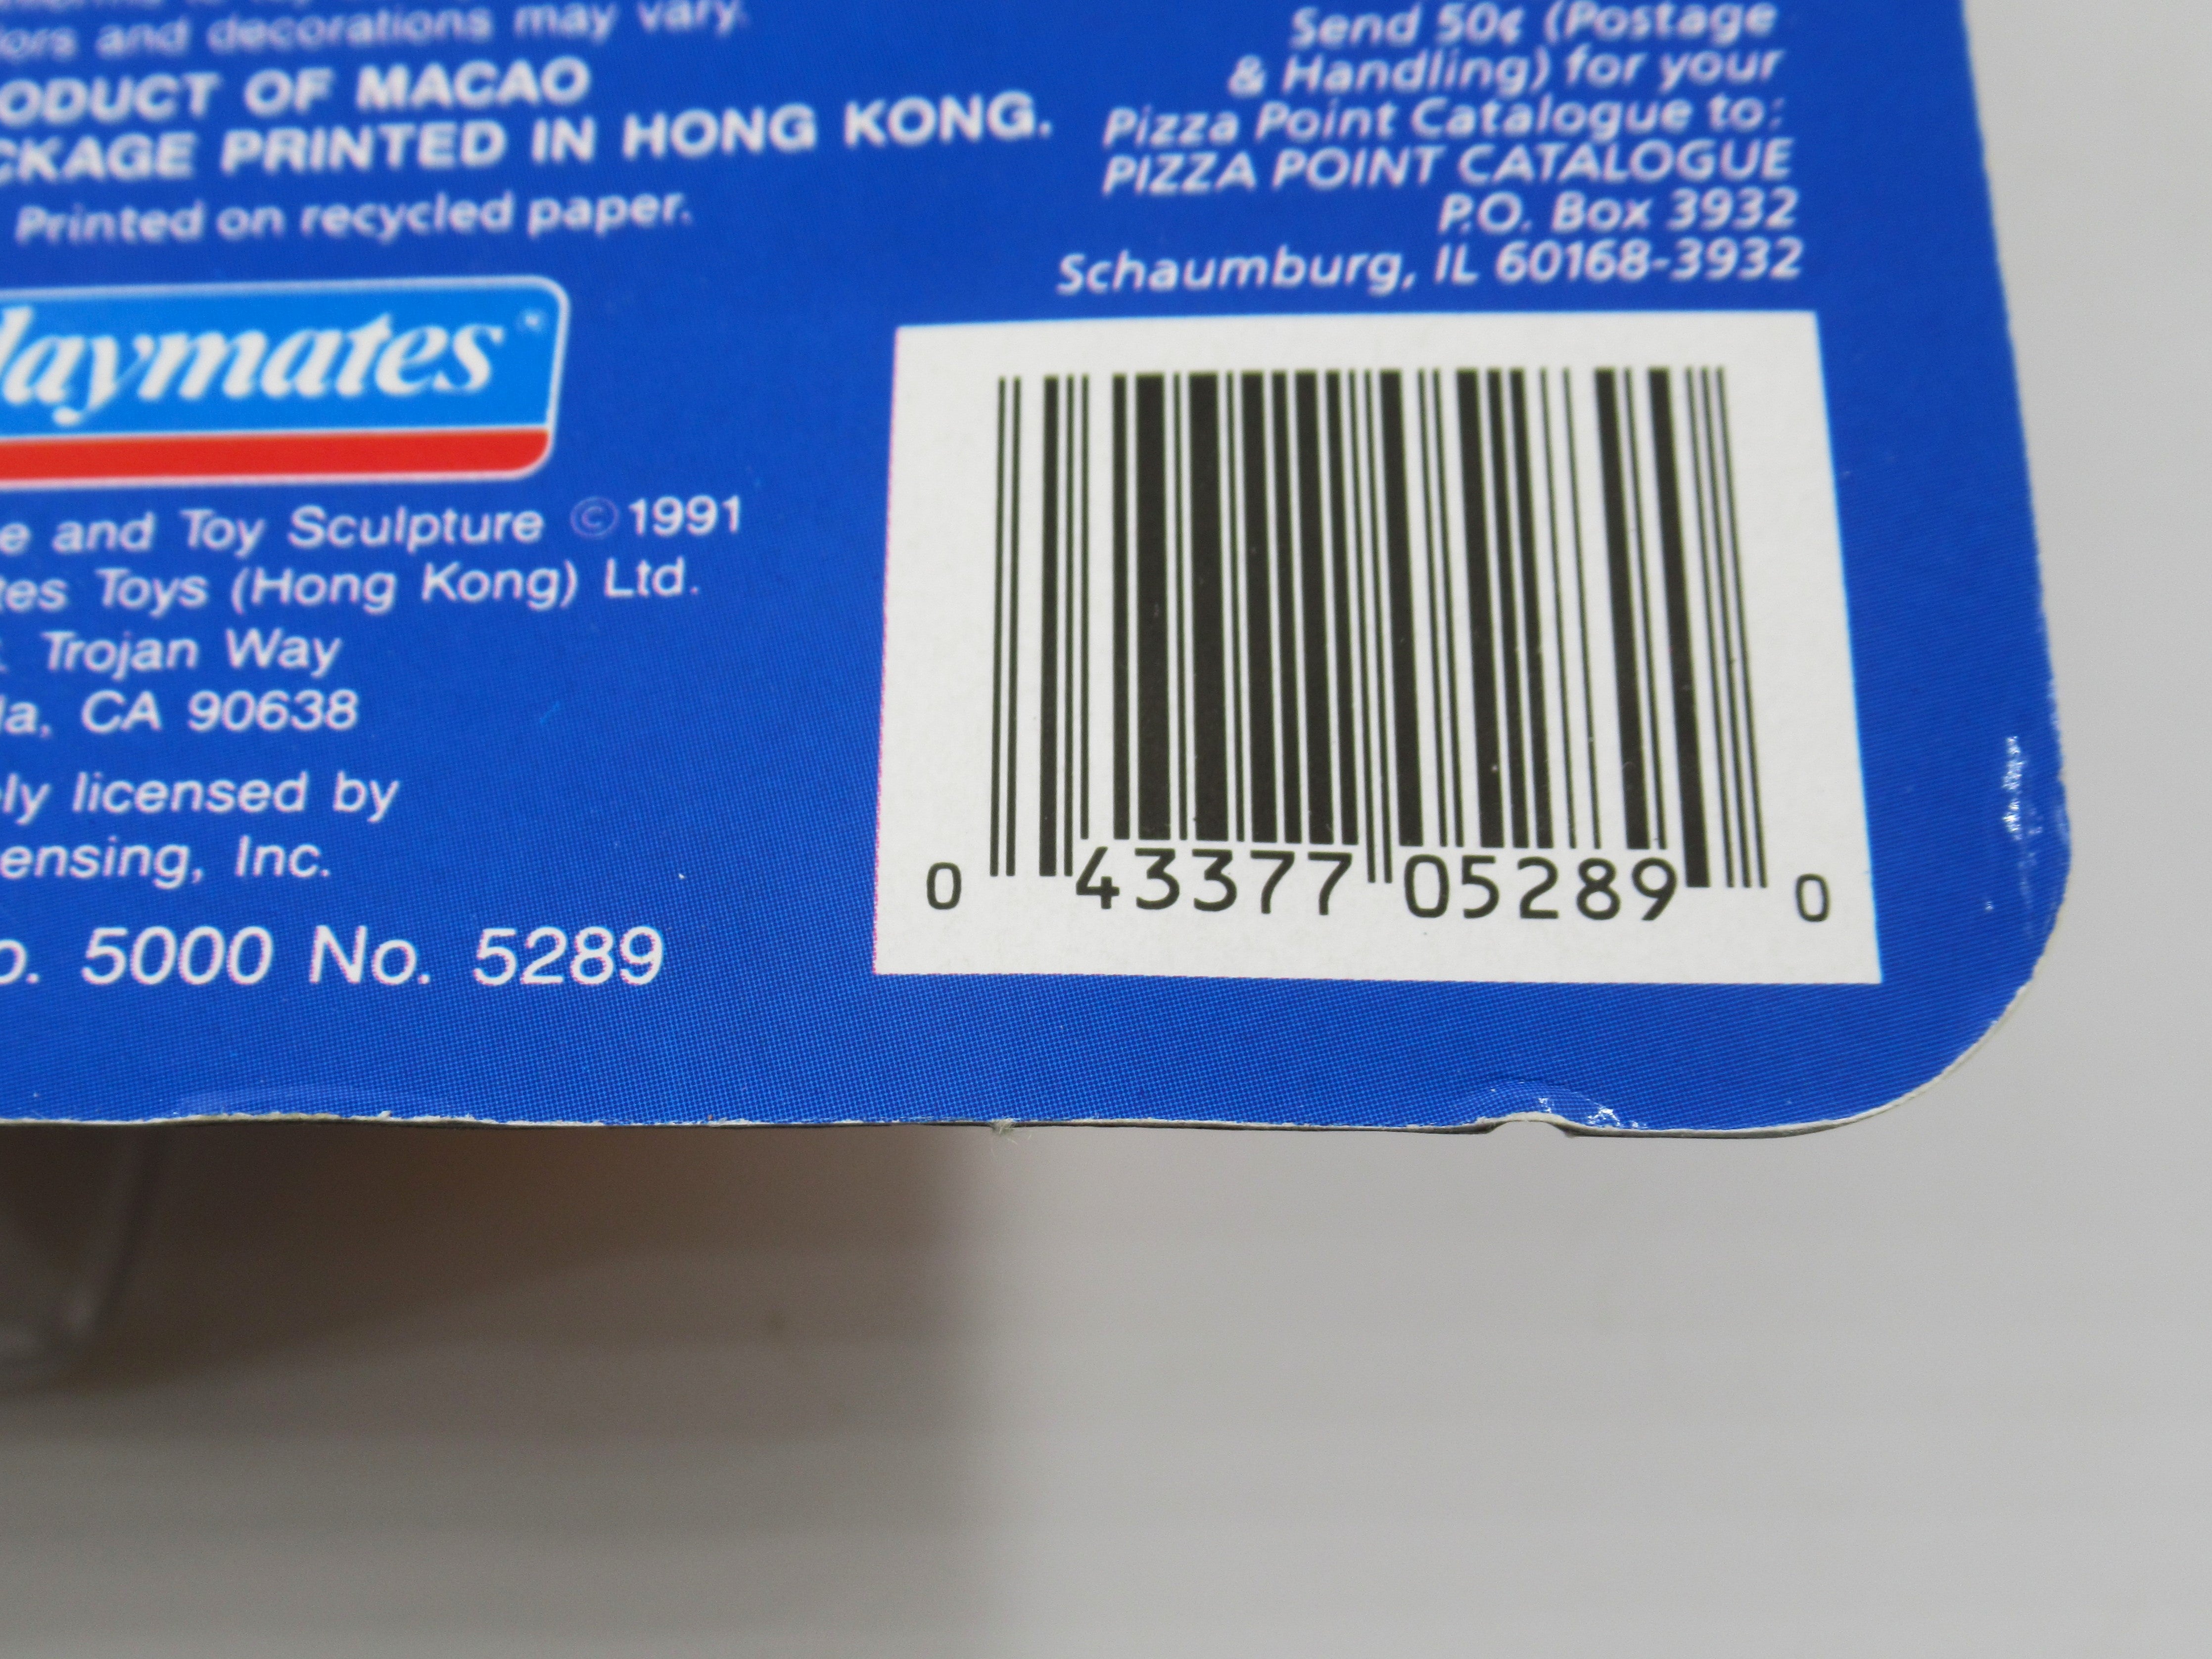 and decorations may vary.
ODUCT OF MACAO
CKAGE PRINTED IN HONG KONG.
Printed on recycled paper.
laymates®
e and Toy Sculpture ©1991
tes Toys (Hong Kong) Ltd.
Trojan Way
la, CA 90638
ely licensed by
ensing, Inc.
o. 5000 No. 5289
Send 50¢ (Postage
& Handling) for your
Pizza Point Catalogue to:
PIZZA POINT CATALOGUE
P.O. Box 3932
Schaumburg, IL 60168-3932
0 43377 05289 0